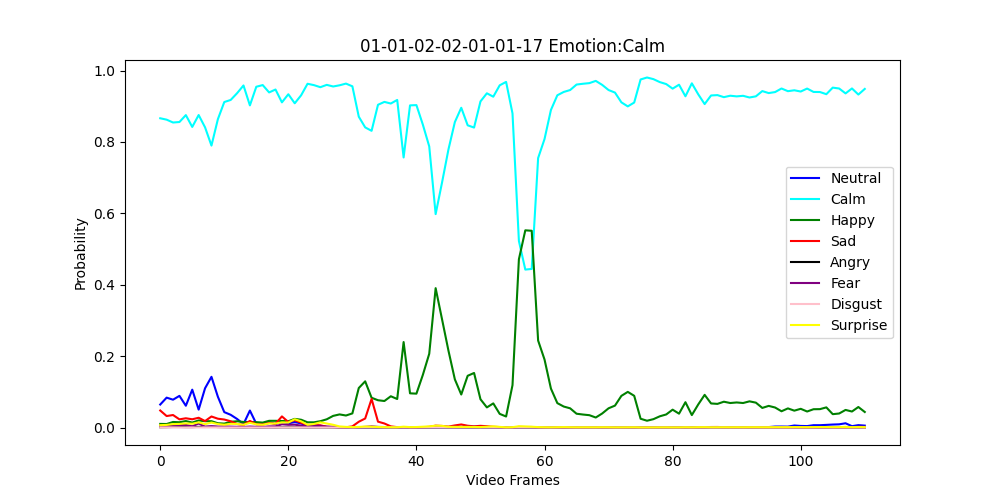 01-01-02-02-01-01-17 Emotion:Calm
1.0
0.8
0.6
0.4
0.2
0.0
Probability
0 20 40 60 80 100
Video Frames
Neutral
Calm
Happy
Sad
Angry
Fear
Disgust
Surprise